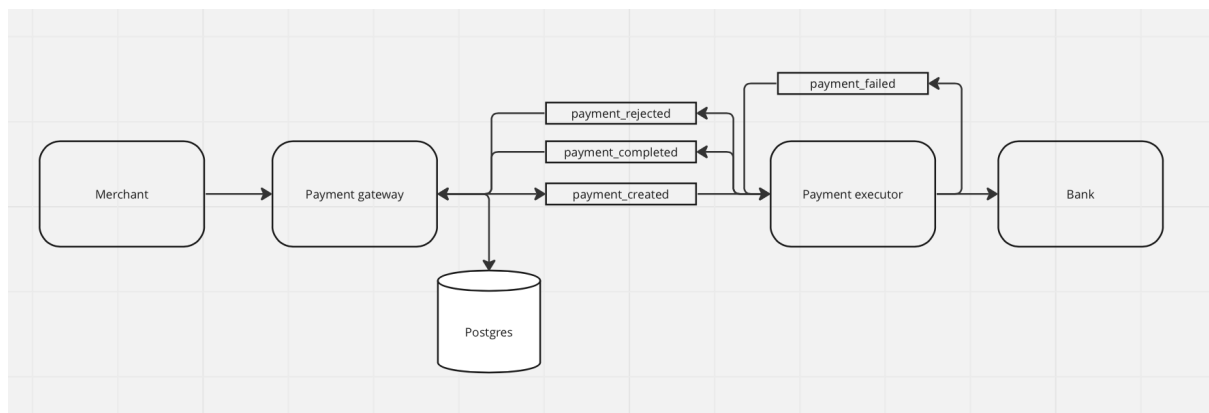 payment_failed
payment_rejected
payment_completed
Merchant
Payment gateway
payment_created
Payment executor
Bank
Postgres